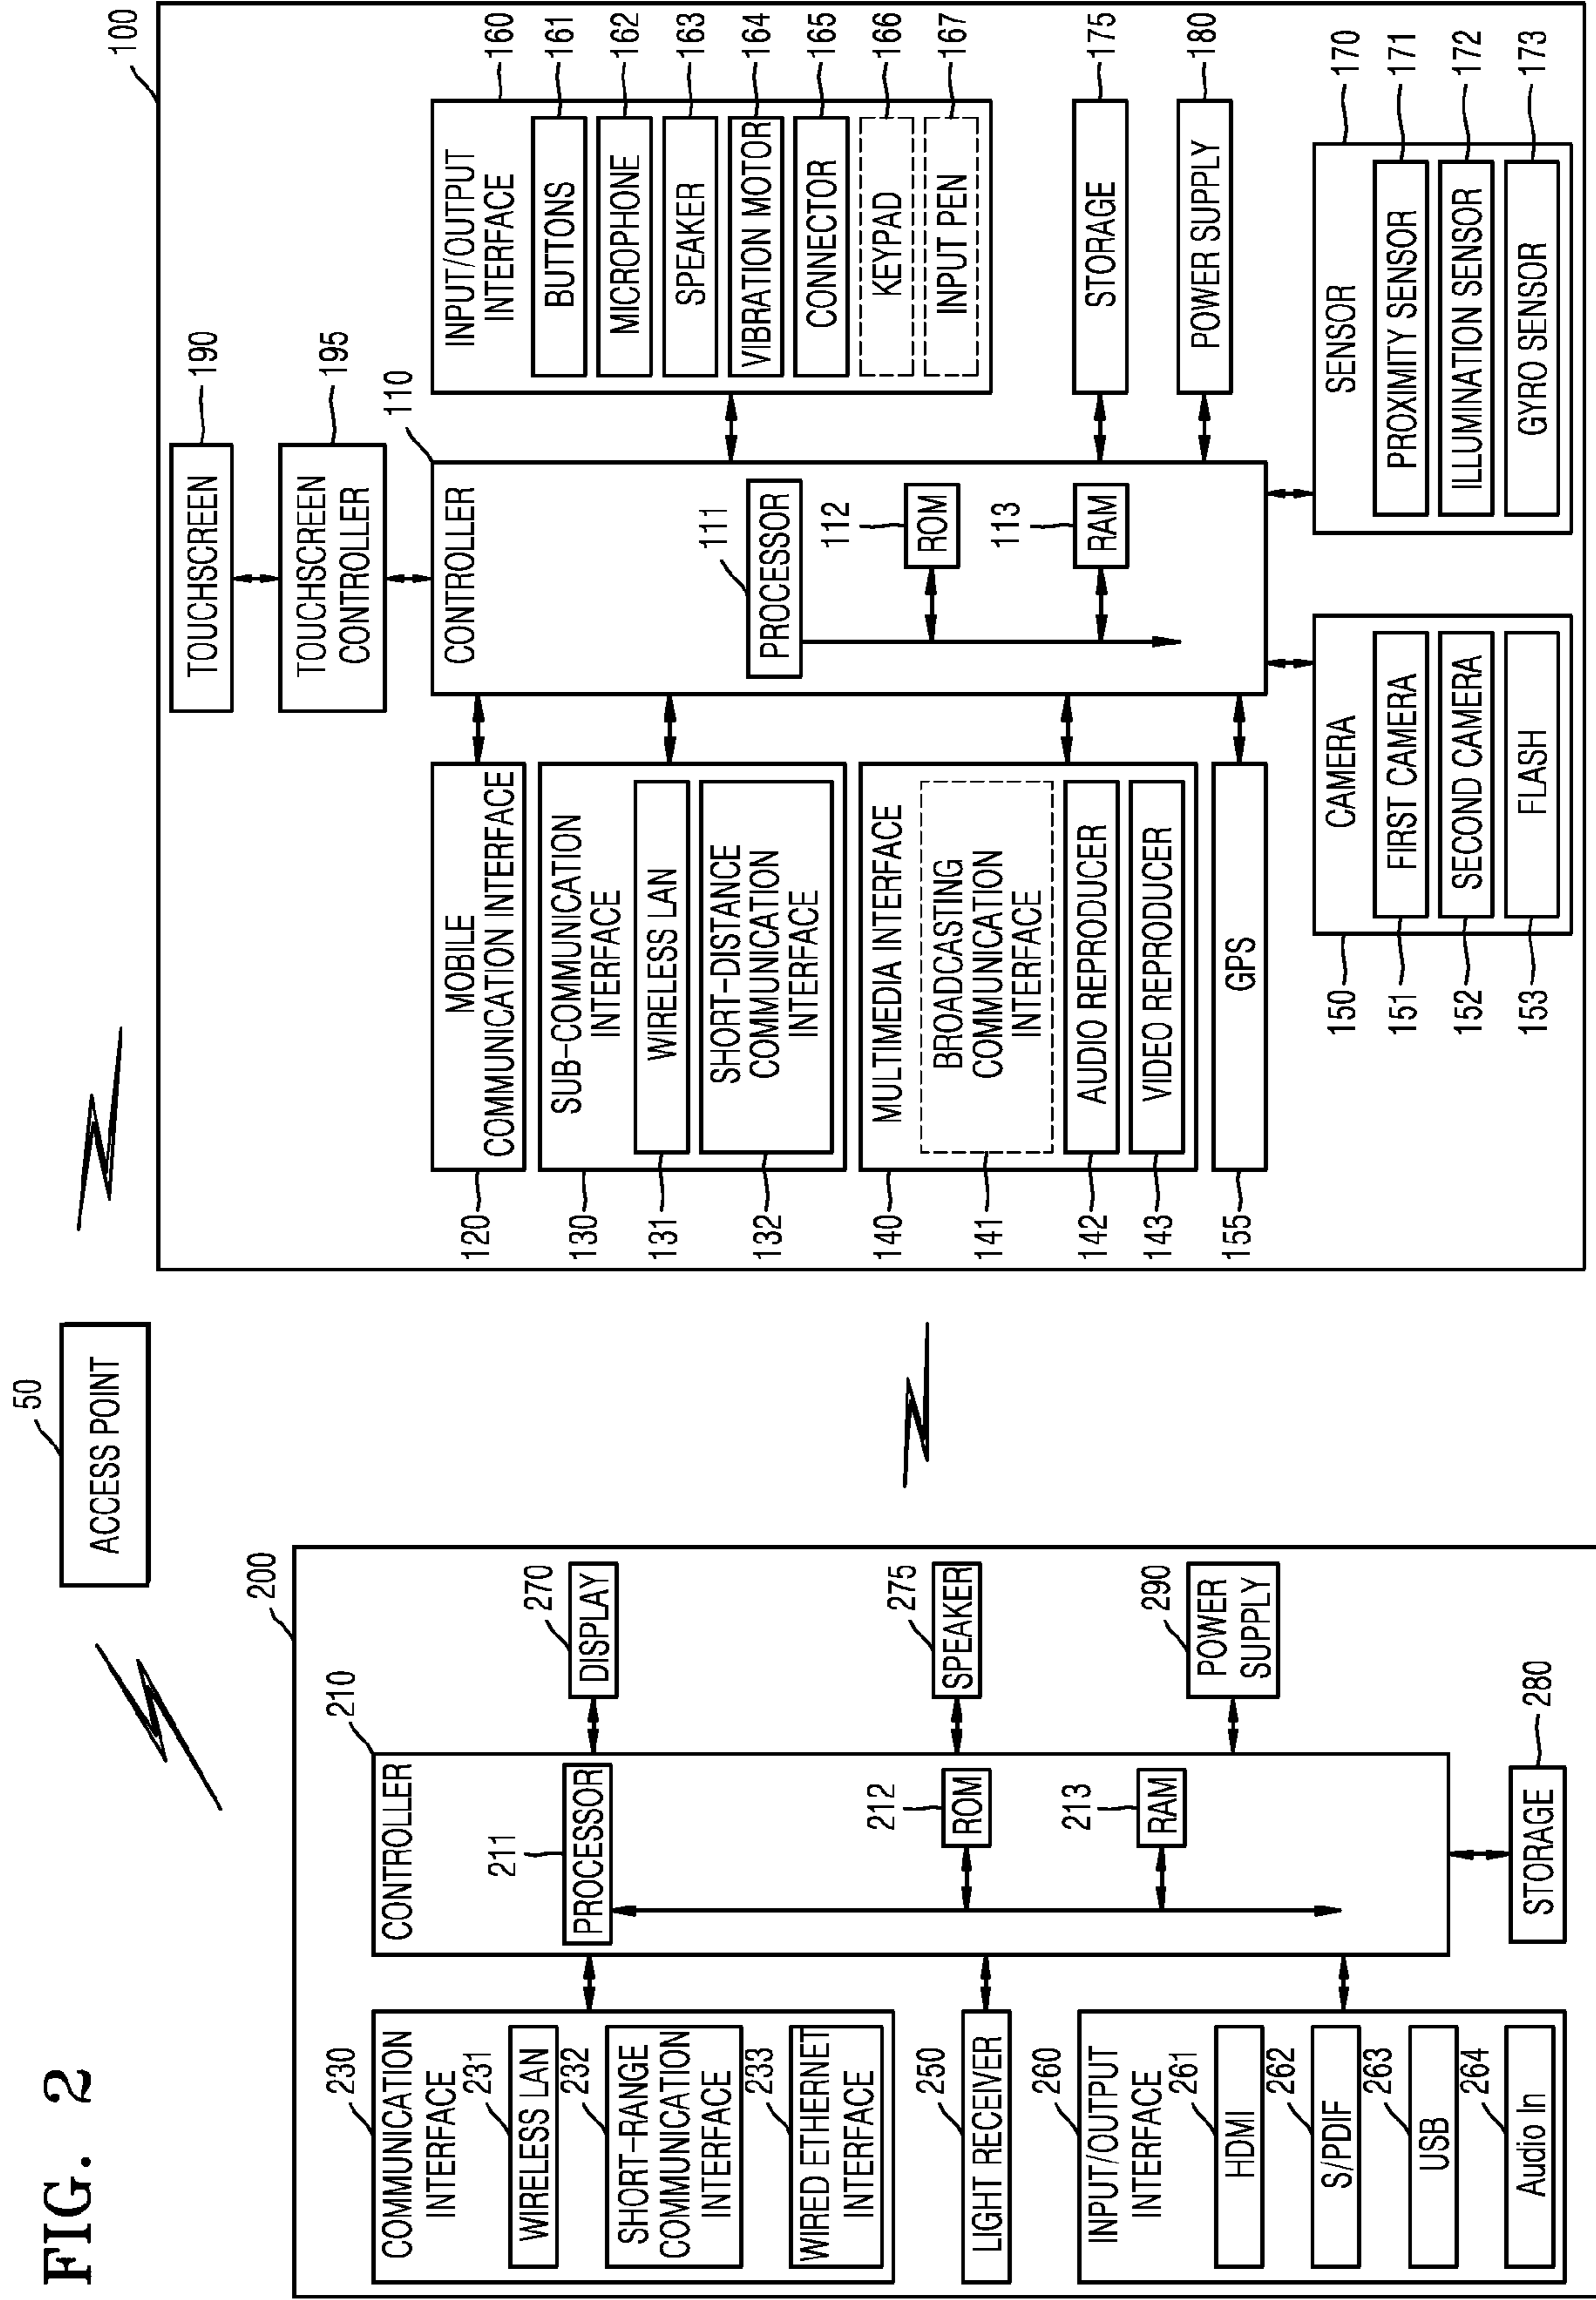 FIG. 2
50
ACCESS POINT
200
210
CONTROLLER
211
PROCESSOR
212
ROM
213
RAM
230
COMMUNICATION
INTERFACE
231
WIRELESS LAN
232
SHORT-RANGE
COMMUNICATION
INTERFACE
233
WIRED ETHERNET
INTERFACE
250
LIGHT RECEIVER
260
INPUT/OUTPUT
INTERFACE
261
HDMI
262
S/PDIF
263
USB
264
Audio In
270
DISPLAY
275
SPEAKER
290
POWER
SUPPLY
280
STORAGE
100
190
TOUCHSCREEN
195
TOUCHSCREEN
CONTROLLER
110
CONTROLLER
111
PROCESSOR
112
ROM
113
RAM
120
MOBILE
COMMUNICATION INTERFACE
130
SUB-COMMUNICATION
INTERFACE
131
WIRELESS LAN
132
SHORT-DISTANCE
COMMUNICATION
INTERFACE
140
MULTIMEDIA INTERFACE
141
BROADCASTING
COMMUNICATION
INTERFACE
142
AUDIO REPRODUCER
143
VIDEO REPRODUCER
155
GPS
150
CAMERA
151
FIRST CAMERA
152
SECOND CAMERA
153
FLASH
160
INPUT/OUTPUT
INTERFACE
161
BUTTONS
162
MICROPHONE
163
SPEAKER
164
VIBRATION MOTOR
165
CONNECTOR
166
KEYPAD
167
INPUT PEN
175
STORAGE
180
POWER SUPPLY
170
SENSOR
171
PROXIMITY SENSOR
172
ILLUMINATION SENSOR
173
GYRO SENSOR